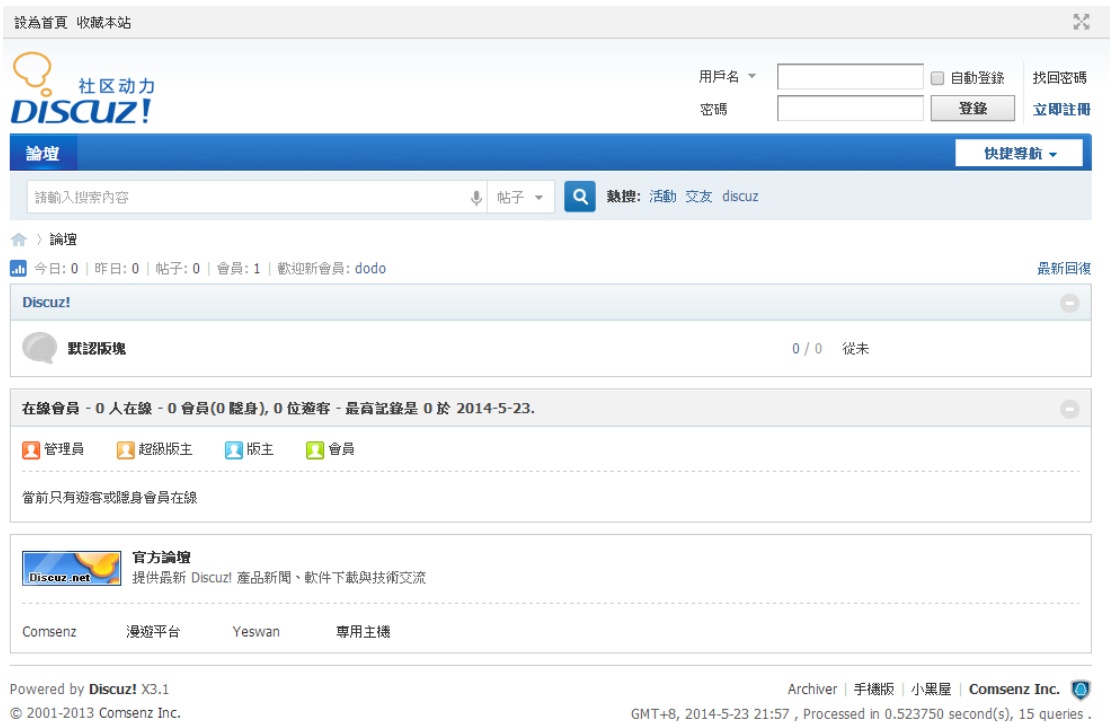 設為首頁 收藏本站
社区动力
DISCUZ!
用戶名 自動登錄 找回密碼
密碼 登錄 立即註冊
論壇 快捷導航
請輸入搜索內容 帖子 熱搜: 活動 交友 discuz
〉論壇
今日: 0 | 昨日: 0 | 帖子: 0 | 會員: 1 | 歡迎新會員: dodo 最新回復
Discuz!
默認版塊 0 / 0 從未
在線會員 - 0 人在線 - 0 會員(0 隱身), 0 位遊客 - 最高記錄是 0 於 2014-5-23.
管理員 超級版主 版主 會員
當前只有遊客或隱身會員在線
Discuz.net
官方論壇
提供最新 Discuz! 產品新聞、軟件下載與技術交流
Comsenz 漫遊平台 Yeswan 專用主機
Powered by Discuz! X3.1 Archiver | 手機版 | 小黑屋 | Comsenz Inc.
© 2001-2013 Comsenz Inc. GMT+8, 2014-5-23 21:57 , Processed in 0.523750 second(s), 15 queries .